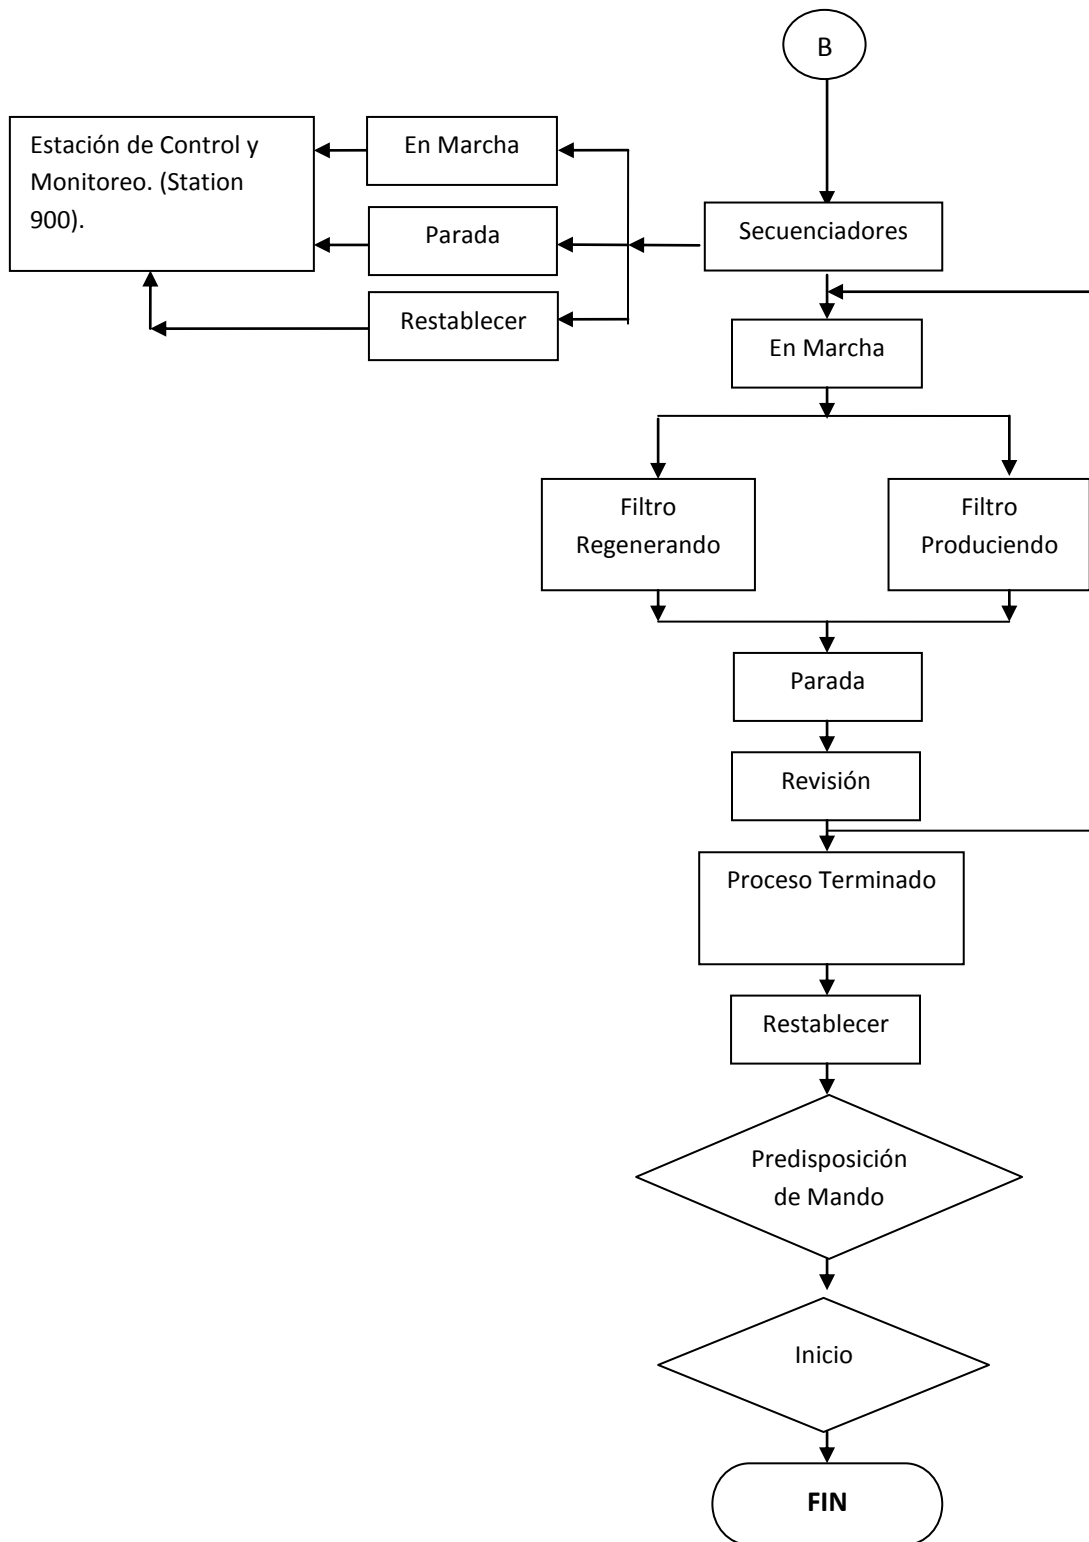 B
Estación de Control y
Monitoreo. (Station
900).
En Marcha
Parada
Restablecer
Secuenciadores
En Marcha
Filtro
Regenerando
Filtro
Produciendo
Parada
Revisión
Proceso Terminado
Restablecer
Predisposición
de Mando
Inicio
FIN